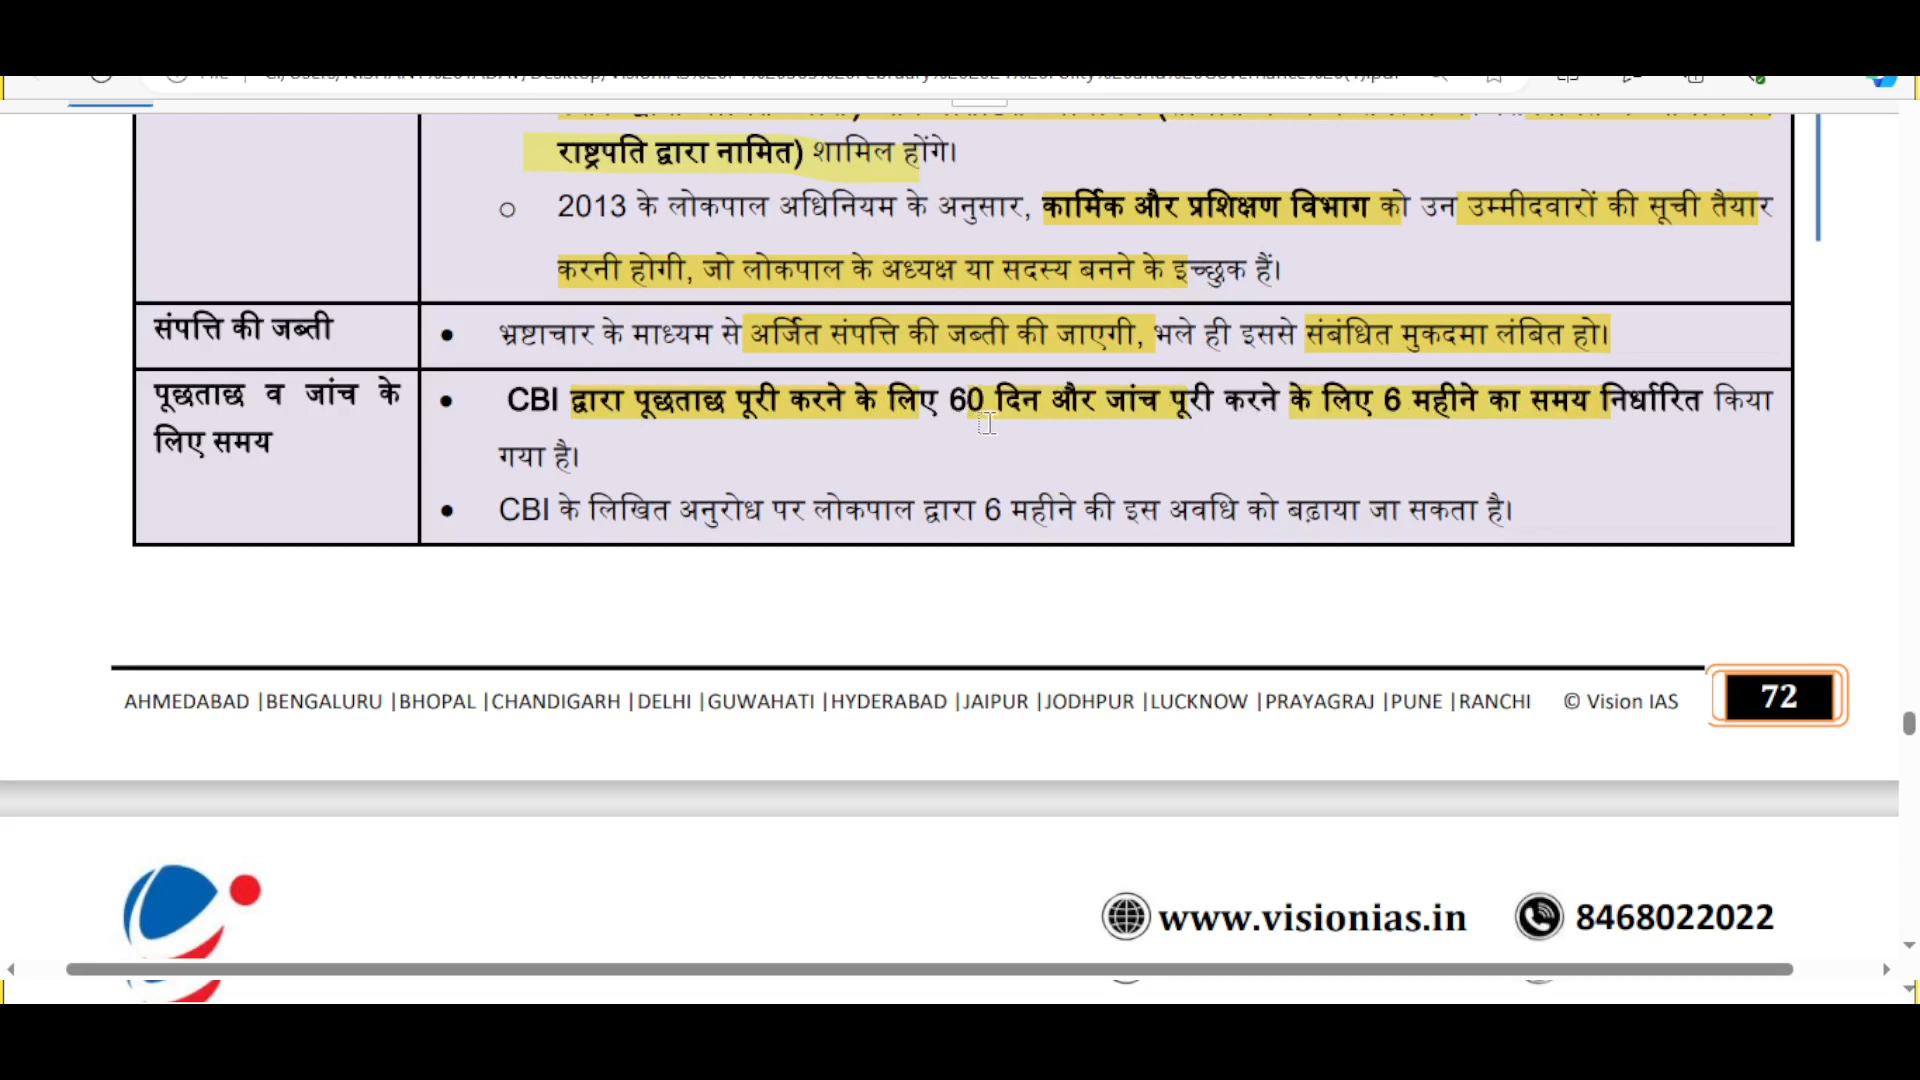 राष्ट्रपति द्वारा नामित) शामिल होंगे।
o 2013 के लोकपाल अधिनियम के अनुसार, कार्मिक और प्रशिक्षण विभाग को उन उम्मीदवारों की सूची तैयार
करनी होगी, जो लोकपाल के अध्यक्ष या सदस्य बनने के इच्छुक हैं।
संपत्ति की जब्ती
• भ्रष्टाचार के माध्यम से अर्जित संपत्ति की जब्ती की जाएगी, भले ही इससे संबंधित मुकदमा लंबित हो।
पूछताछ व जांच के
लिए समय
• CBI द्वारा पूछताछ पूरी करने के लिए 60 दिन और जांच पूरी करने के लिए 6 महीने का समय निर्धारित किया
गया है।
• CBI के लिखित अनुरोध पर लोकपाल द्वारा 6 महीने की इस अवधि को बढ़ाया जा सकता है।
AHMEDABAD |BENGALURU |BHOPAL |CHANDIGARH |DELHI |GUWAHATI |HYDERABAD |JAIPUR |JODHPUR |LUCKNOW |PRAYAGRAJ |PUNE |RANCHI © Vision IAS
72
www.visionias.in 8468022022